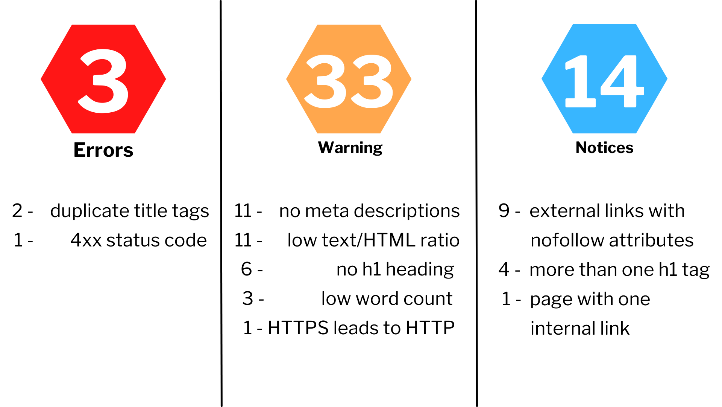 3
Errors
2 - duplicate title tags
1 - 4xx status code
33
Warning
11 - no meta descriptions
11 - low text/HTML ratio
6 - no h1 heading
3 - low word count
1 - HTTPS leads to HTTP
14
Notices
9 - external links with
nofollow attributes
4 - more than one h1 tag
1 - page with one
internal link